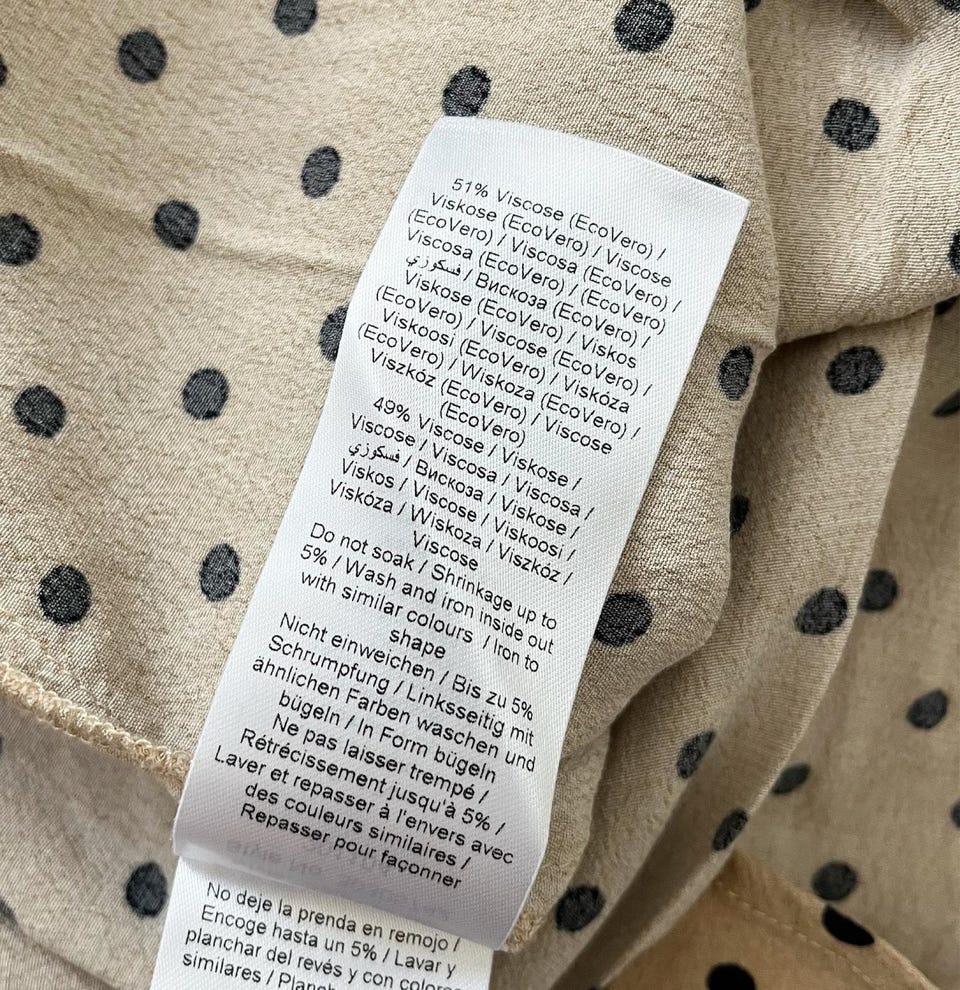 51% Viscose (EcoVero) /
Viskose (EcoVero) / Viscose
(EcoVero) / Viscosa (EcoVero) /
Viscosa (EcoVero) / (EcoVero)
فسكوزي / Вискоза (EcoVero) /
Viskose (EcoVero) / Viskos
(EcoVero) / Viscose (EcoVero) /
Viskoosi (EcoVero) / Viskóza
(EcoVero) / Wiskoza (EcoVero) /
Viszkóz (EcoVero) / Viscose
(EcoVero)
49% Viscose / Viskose /
Viscose / Viscosa / Viscosa /
فسكوزي / Вискоза / Viskose /
Viskos / Viscose / Viskoosi /
Viskóza / Wiskoza / Viszkóz /
Viscose
Do not soak / Shrinkage up to
5% / Wash and iron inside out
with similar colours / Iron to
shape
Nicht einweichen / Bis zu 5%
Schrumpfung / Linksseitig mit
ähnlichen Farben waschen und
bügeln / In Form bügeln
Ne pas laisser trempé /
Rétrécissement jusqu'à 5% /
Laver et repasser à l'envers avec
des couleurs similaires /
Repasser pour façonner
No deje la prenda en remojo /
Encoge hasta un 5% / Lavar y
planchar del revés y con colores
similares /